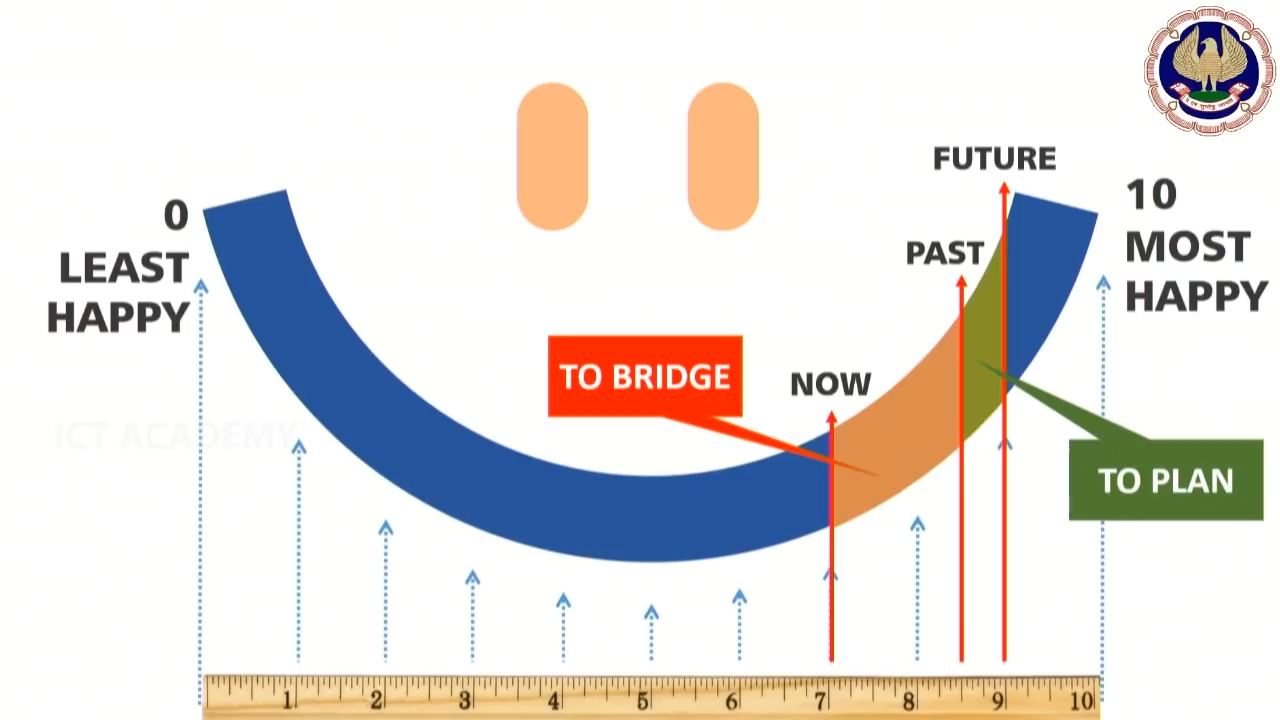 FUTURE
0
LEAST
HAPPY
10
MOST
HAPPY
PAST
TO BRIDGE
NOW
ICT ACADEMY
TO PLAN
1 2 3 4 5 6 7 8 9 10